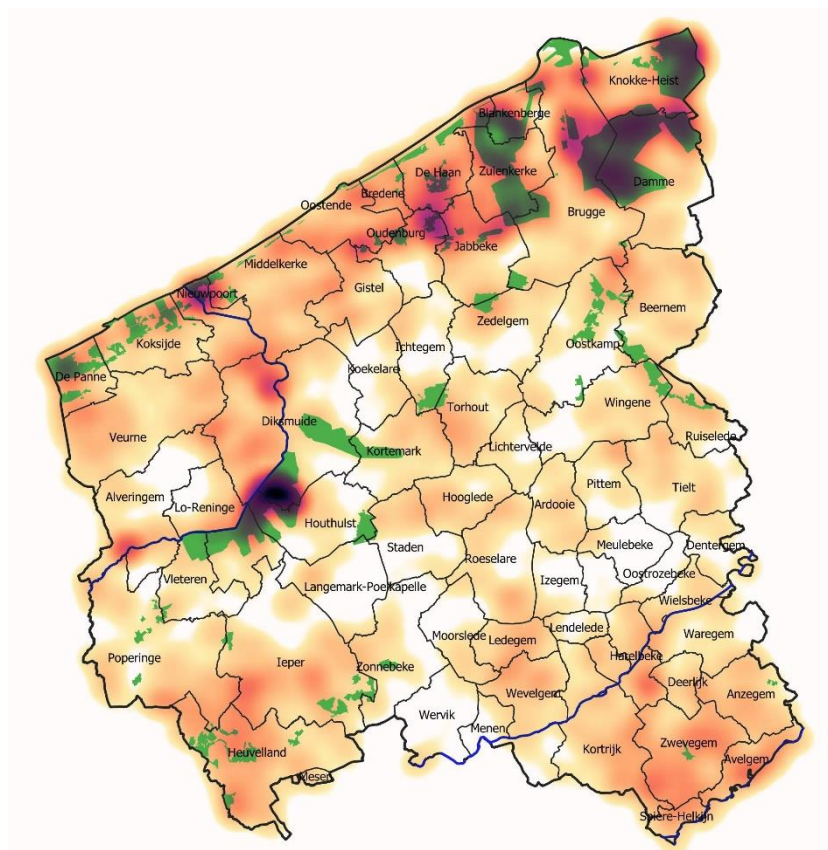 Knokke-Heist
Blankenberge
De Haan
Zuienkerke
Damme
Bredene
Oostende
Brugge
Oudenburg
Jabbeke
Middelkerke
Nieuwpoort
Gistel
Beernem
Zedelgem
Koksijde
Ichtegem
Oostkamp
De Panne
Koekelare
Torhout
Wingene
Diksmuide
Veurne
Ruiselede
Lichtervelde
Kortemark
Pittem
Tielt
Alveringem
Hooglede
Ardooie
Lo-Reninge
Houthulst
Staden
Meulebeke
Dentergem
Roeselare
Vleteren
Langemark-Poelkapelle
Izegem
Oostrozebeke
Wielsbeke
Lendelede
Waregem
Moorslede
Ledegem
Poperinge
Ieper
Harelbeke
Zonnebeke
Deerlijk
Wevelgem
Anzegem
Wervik
Menen
Heuvelland
Kortrijk
Zwevegem
Avelgem
Mesen
Spiere-Helkijn